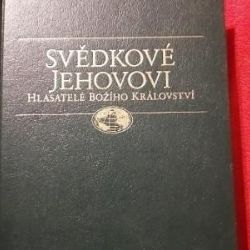 SVĚDKOVÉ
JEHOVOVI
HLASATELÉ BOŽÍHO KRÁLOVSTVÍ